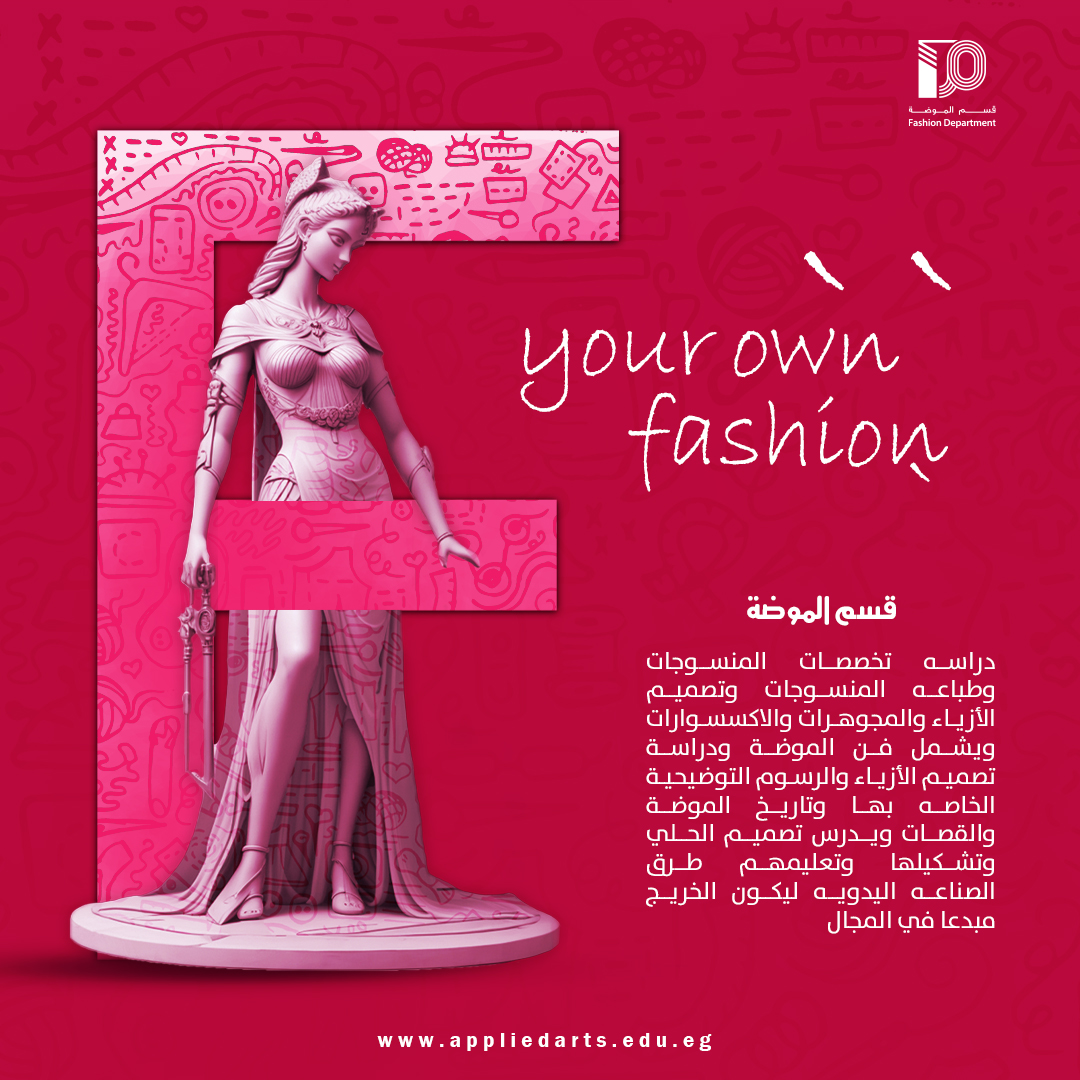 قسم الموضة
Fashion Department
F
your own
fashion
قسم الموضة
دراسه تخصصات المنسوجات
وطباعه المنسوجات وتصميم
الأزياء والمجوهرات والاكسسوارات
ويشمل فن الموضة ودراسة
تصميم الأزياء والرسوم التوضيحية
الخاصه بها وتاريخ الموضة
والقصات ويدرس تصميم الحلي
وتشكيلها وتعليمهم طرق
الصناعه اليدويه ليكون الخريج
مبدعا في المجال
www.appliedarts.edu.eg